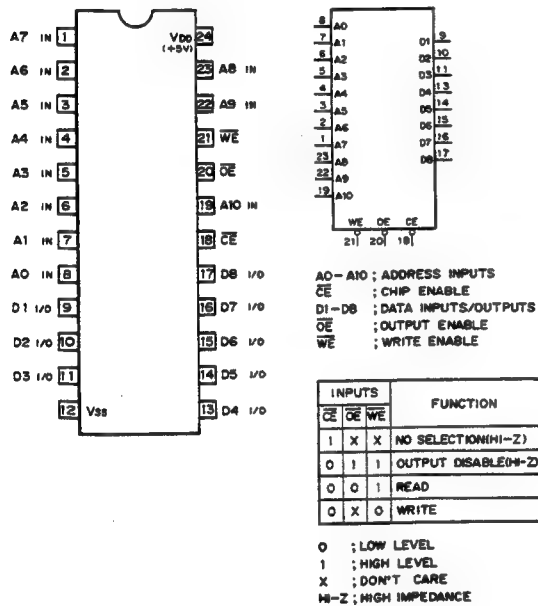 A7 IN 1 VDD 24
(+5V)
A6 IN 2 23 A8 IN
A5 IN 3 22 A9 IN
A4 IN 4 21 WE
A3 IN 5 20 OE
A2 IN 6 19 A10 IN
A1 IN 7 18 CE
A0 IN 8 17 D8 I/O
D1 I/O 9 16 D7 I/O
D2 I/O 10 15 D6 I/O
D3 I/O 11 14 D5 I/O
12 VSS 13 D4 I/O
8 A0
7 A1
6 A2
5 A3
4 A4
3 A5
2 A6
1 A7
23 A8
22 A9
19 A10
D1 9
D2 10
D3 11
D4 13
D5 14
D6 15
D7 16
D8 17
WE OE CE
21 20 18
A0-A10 ; ADDRESS INPUTS
CE ; CHIP ENABLE
D1-D8 ; DATA INPUTS/OUTPUTS
OE ; OUTPUT ENABLE
WE ; WRITE ENABLE
INPUTS FUNCTION
CE OE WE
1 X X NO SELECTION(HI-Z)
0 1 1 OUTPUT DISABLE(HI-Z)
0 0 1 READ
0 X 0 WRITE
0 ; LOW LEVEL
1 ; HIGH LEVEL
X ; DON'T CARE
HI-Z ; HIGH IMPEDANCE